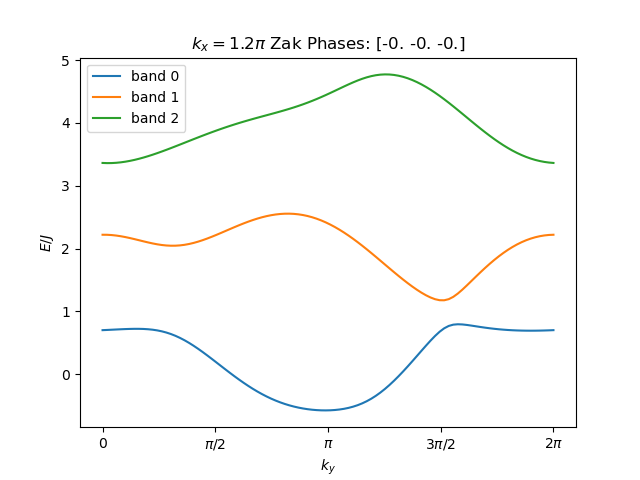 $k_x = 1.2\pi$ Zak Phases: [-0. -0. -0.]
band 0
band 1
band 2
5
4
3
2
1
0
E/J
0
π/2
π
3π/2
2π
$k_y$